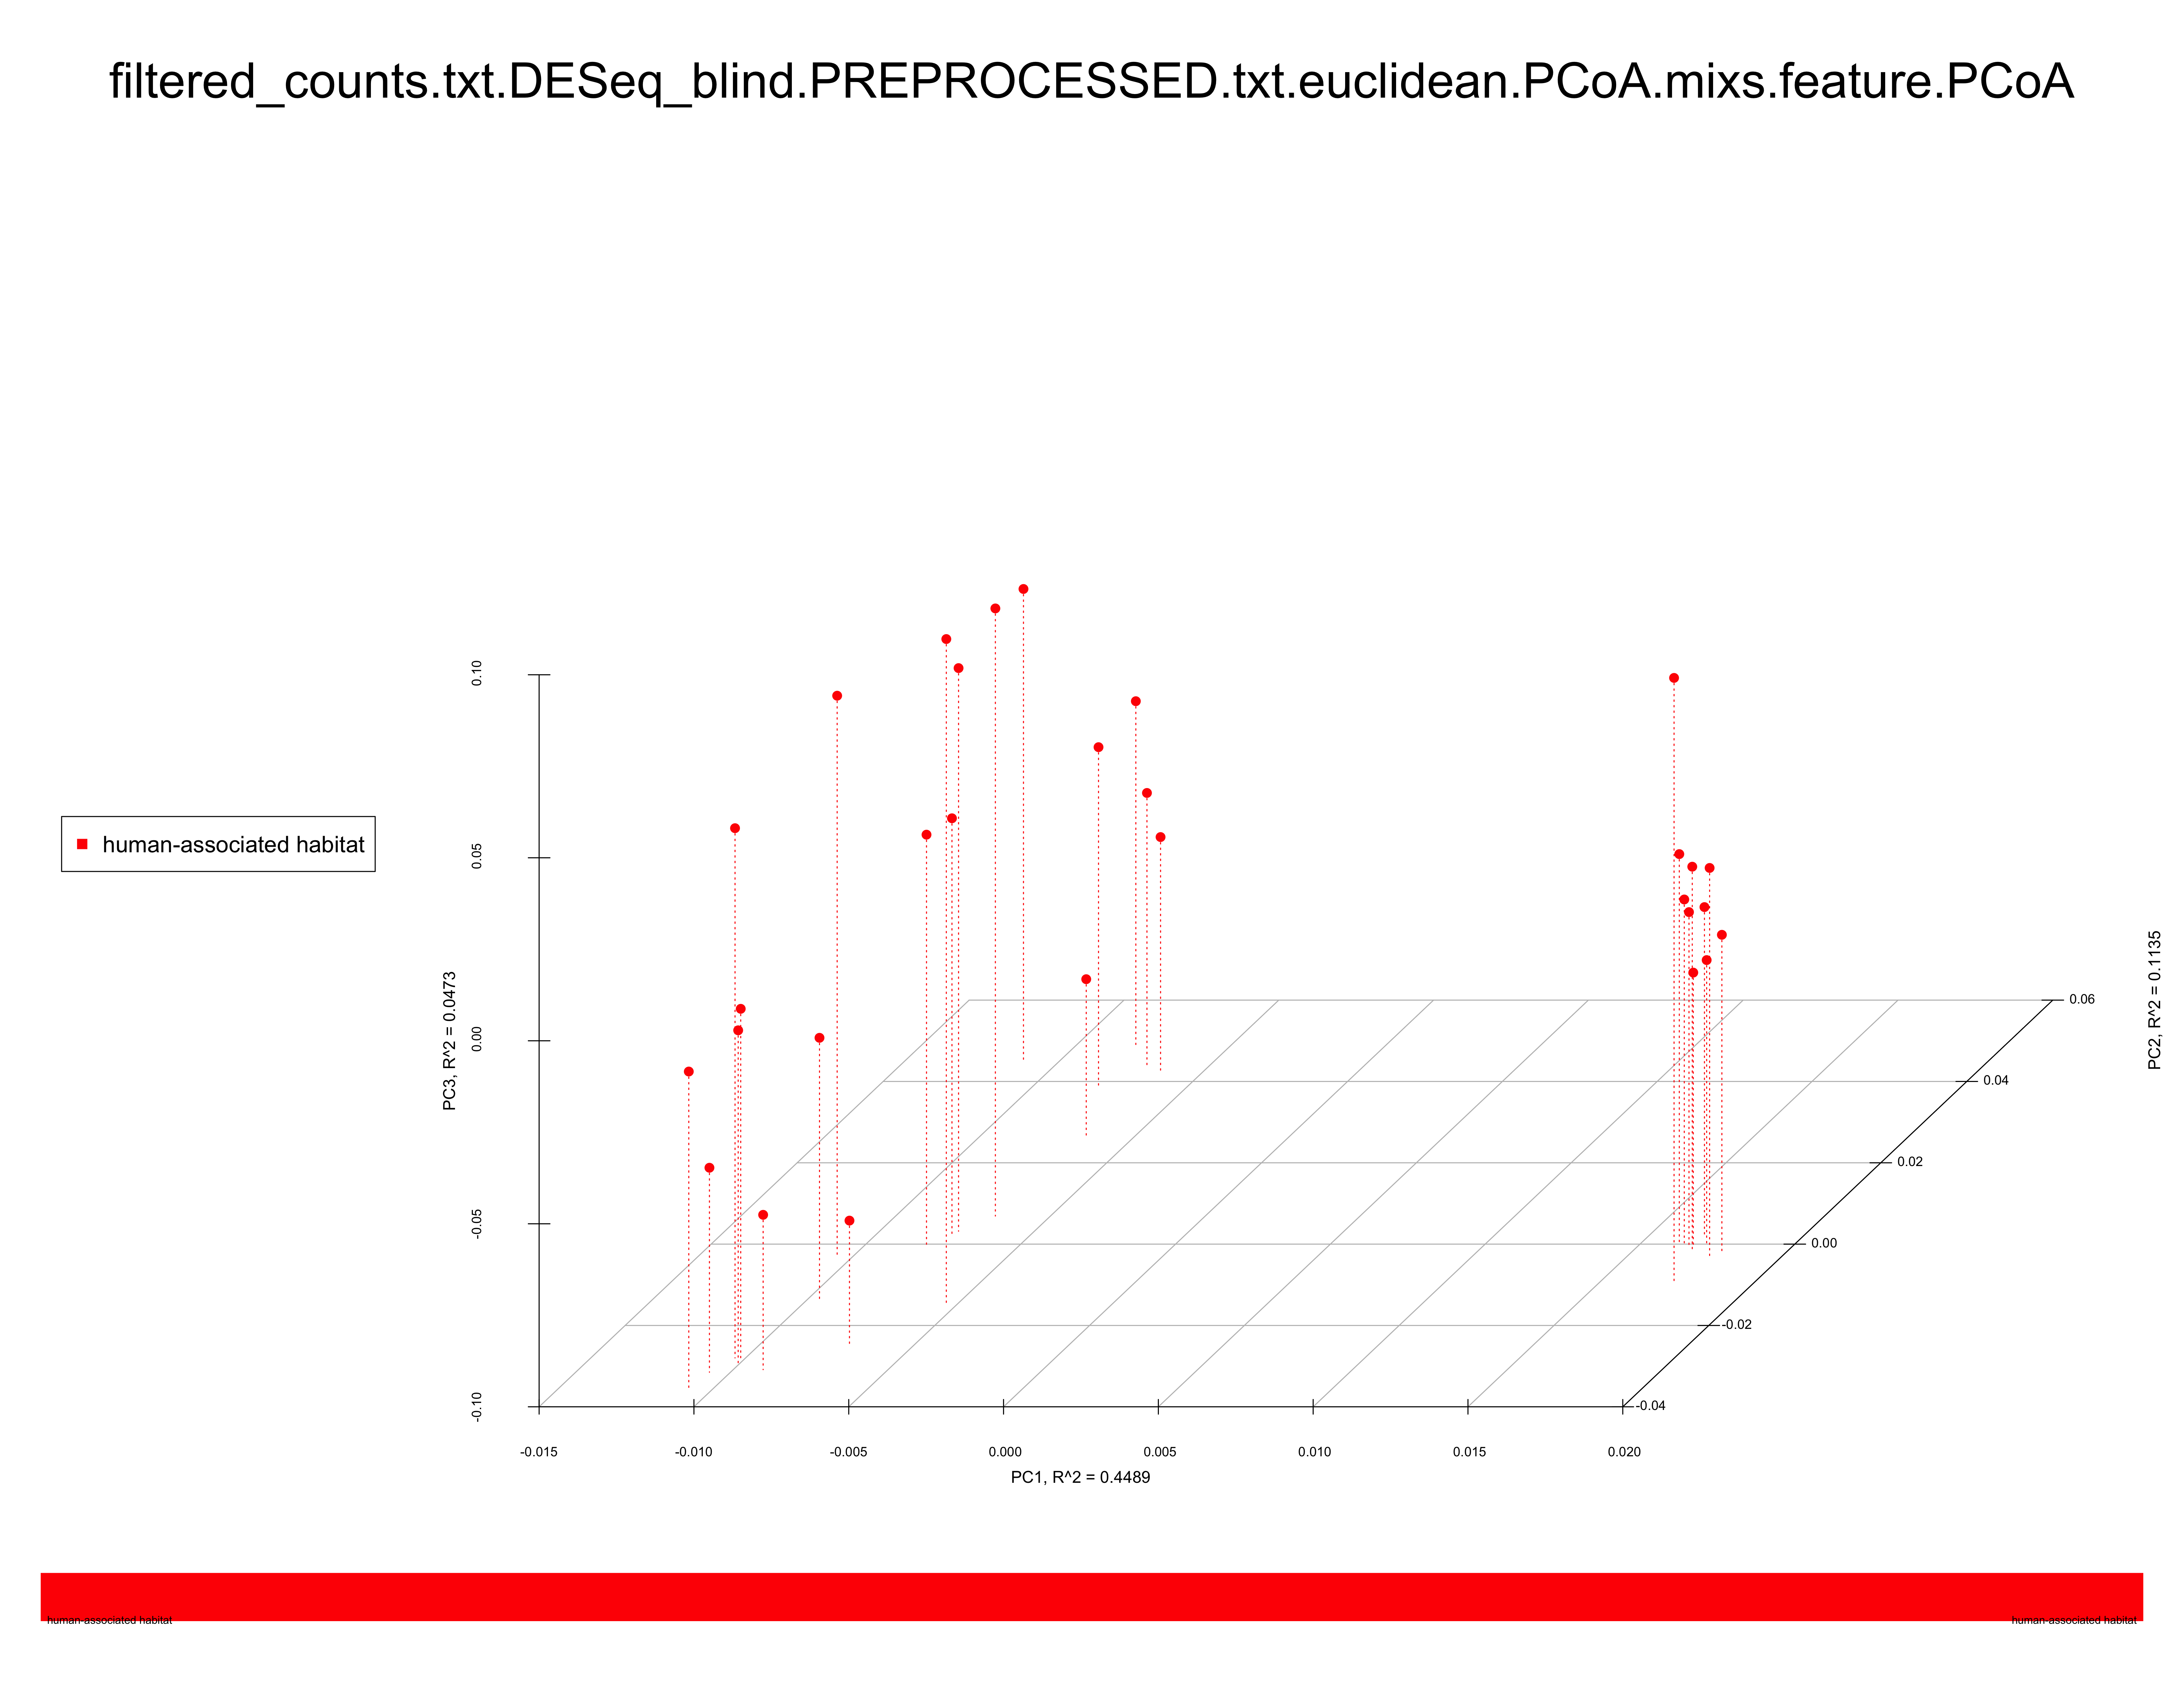 filtered_counts.txt.DESeq_blind.PREPROCESSED.txt.euclidean.PCoA.mixs.feature.PCoA
human-associated habitat
0.10
0.05
0.00
-0.05
-0.10
PC3, R^2 = 0.0473
-0.015
-0.010
-0.005
0.000
0.005
0.010
0.015
0.020
PC1, R^2 = 0.4489
0.06
0.04
0.02
0.00
-0.02
-0.04
PC2, R^2 = 0.1135
human-associated habitat
human-associated habitat